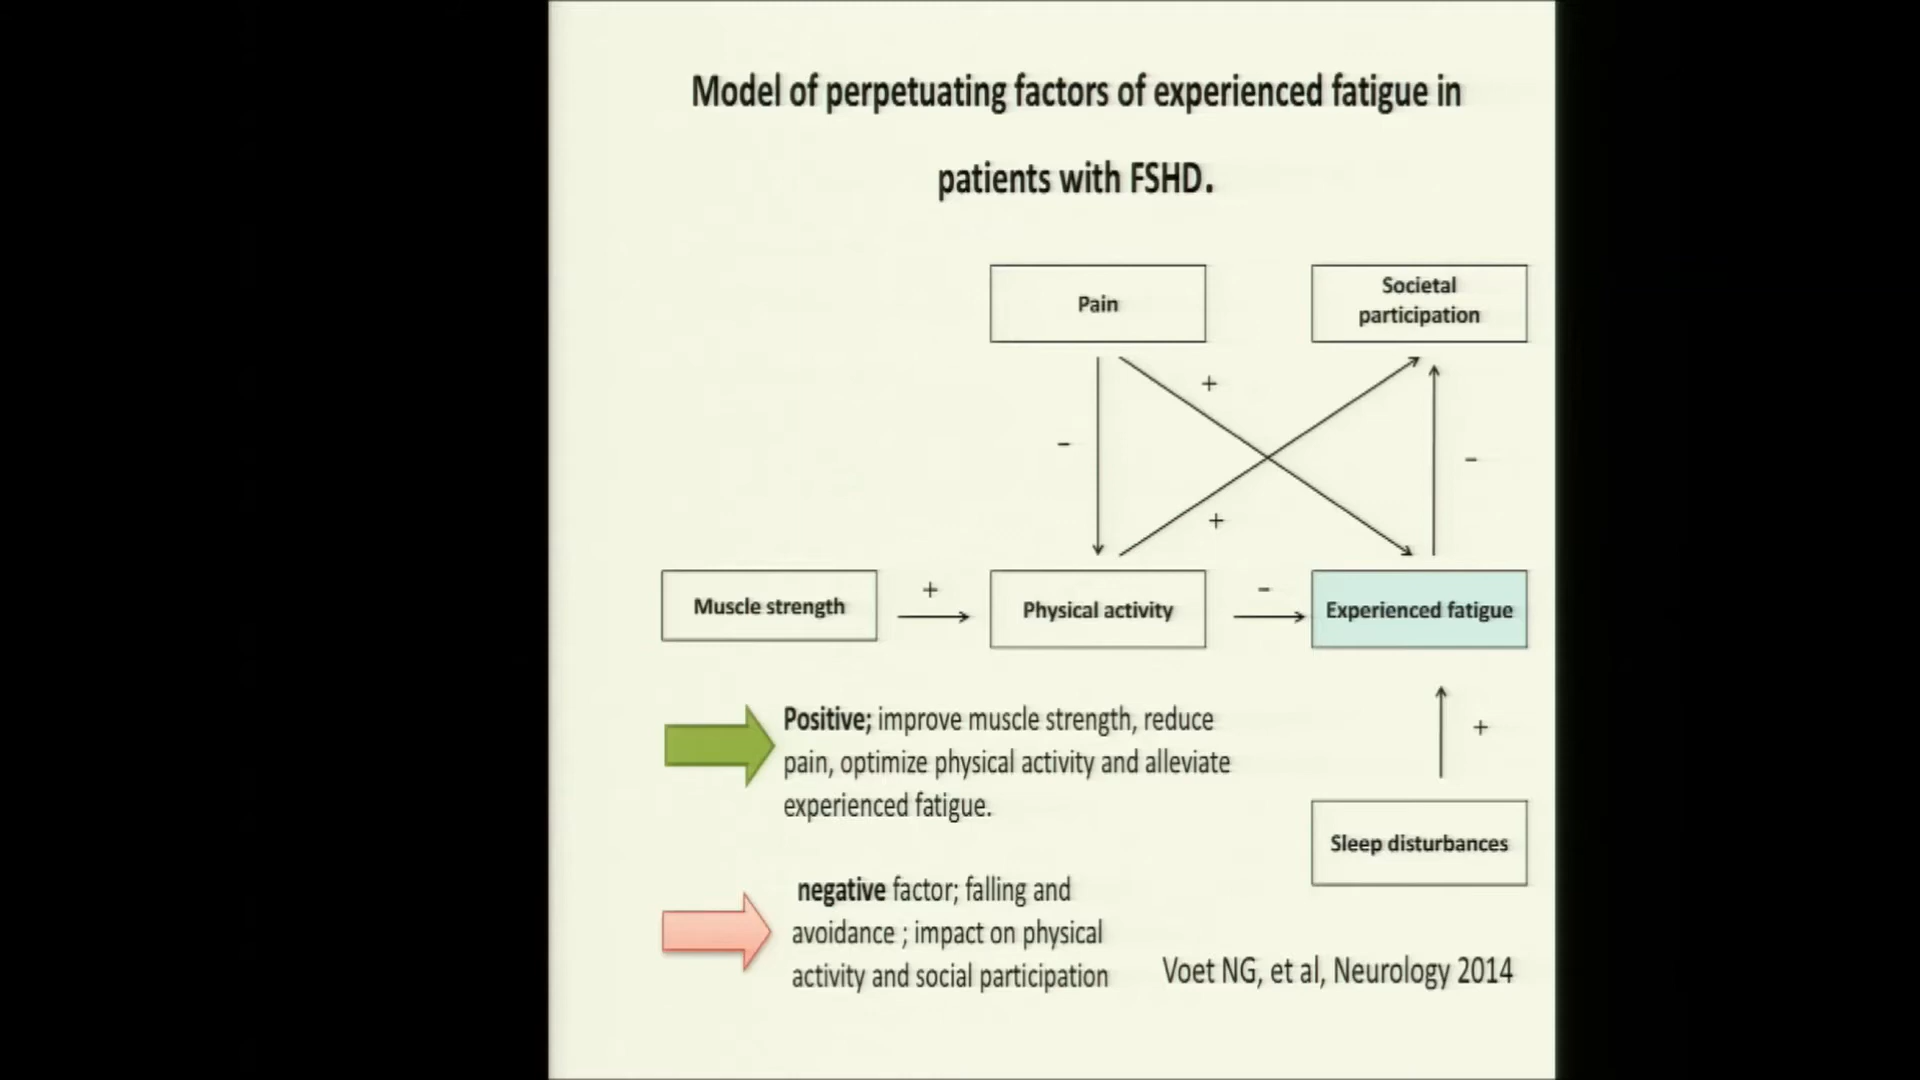 Model of perpetuating factors of experienced fatigue in
patients with FSHD.
Pain
Societal
participation
+
-
-
+
Muscle strength
+
Physical activity
-
Experienced fatigue
Positive; improve muscle strength, reduce
pain, optimize physical activity and alleviate
experienced fatigue.
+
Sleep disturbances
negative factor; falling and
avoidance ; impact on physical
activity and social participation
Voet NG, et al, Neurology 2014